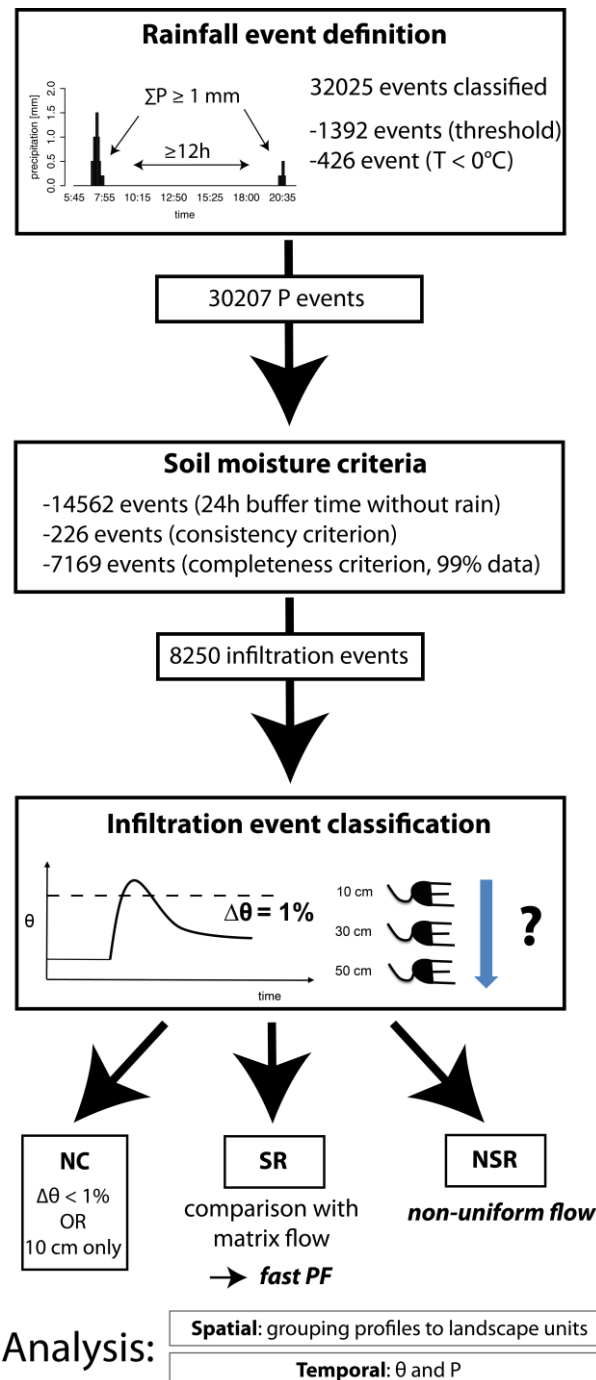 Rainfall event definition
32025 events classified
-1392 events (threshold)
-426 event (T < 0°C)
precipitation [mm]
2.0
1.5
1.0
0.5
0.0
ΣP ≥ 1 mm
≥12h
5:45 7:55 10:15 12:50 15:25 18:00 20:35
time
30207 P events
Soil moisture criteria
-14562 events (24h buffer time without rain)
-226 events (consistency criterion)
-7169 events (completeness criterion, 99% data)
8250 infiltration events
Infiltration event classification
θ
Δθ = 1%
time
10 cm
30 cm
50 cm
?
NC
Δθ < 1%
OR
10 cm only
SR
comparison with
matrix flow
→ fast PF
NSR
non-uniform flow
Analysis:
Spatial: grouping profiles to landscape units
Temporal: θ and P